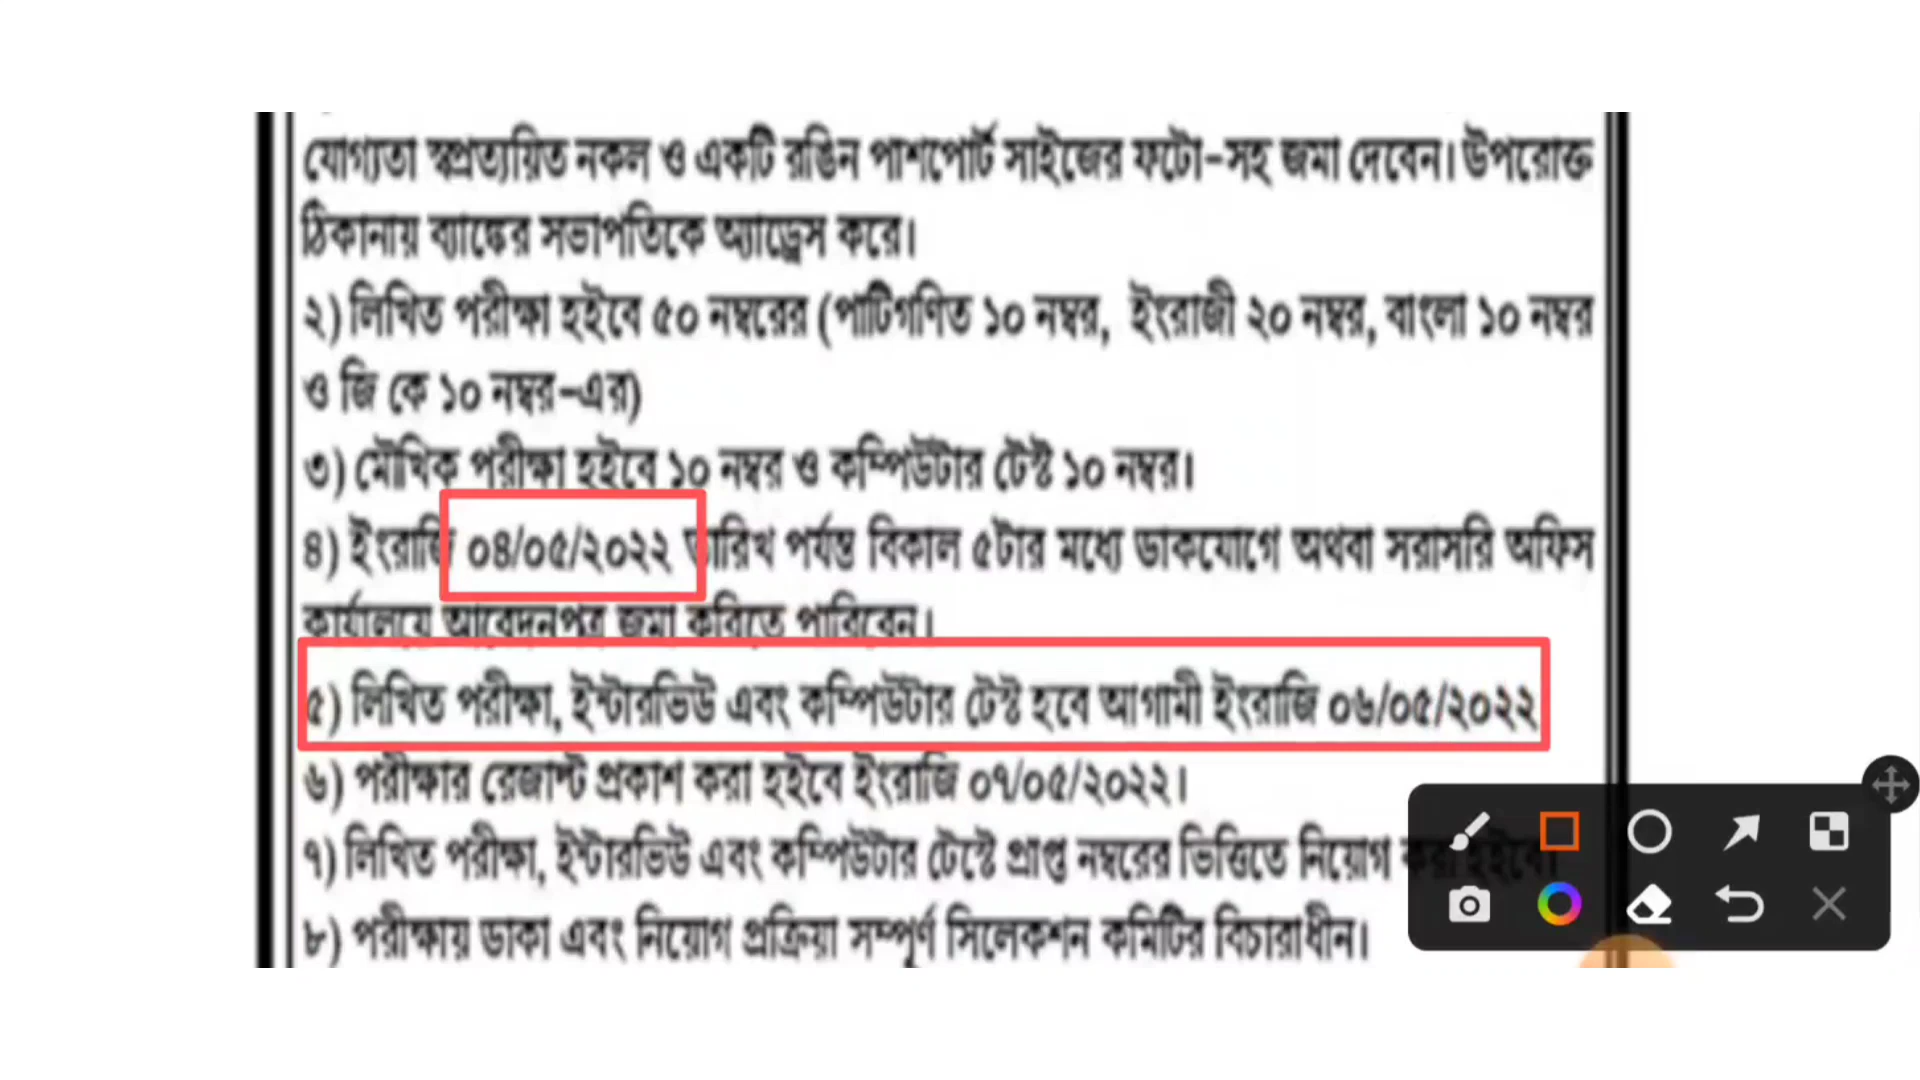 যোগ্যতা স্বপ্রত্যয়িত নকল ও একটি রঙিন পাশপোর্ট সাইজের ফটো-সহ জমা দেবেন। উপরোক্ত
ঠিকানায় ব্যাঙ্কের সভাপতিকে অ্যাড্রেস করে।
২) লিখিত পরীক্ষা হইবে ৫০ নম্বরের (পাটিগণিত ১০ নম্বর, ইংরাজী ২০ নম্বর, বাংলা ১০ নম্বর
ও জি কে ১০ নম্বর-এর)
৩) মৌখিক পরীক্ষা হইবে ১০ নম্বর ও কম্পিউটার টেস্ট ১০ নম্বর।
৪) ইংরাজি ০৪/০৫/২০২২ তারিখ পর্যন্ত বিকাল ৫টার মধ্যে ডাকযোগে অথবা সরাসরি অফিস
কার্যালয়ে আবেদনপত্র জমা করিতে পারিবেন।
৫) লিখিত পরীক্ষা, ইন্টারভিউ এবং কম্পিউটার টেস্ট হবে আগামী ইংরাজি ০৬/০৫/২০২২
৬) পরীক্ষার রেজাল্ট প্রকাশ করা হইবে ইংরাজি ০৭/০৫/২০২২।
৭) লিখিত পরীক্ষা, ইন্টারভিউ এবং কম্পিউটার টেস্টে প্রাপ্ত নম্বরের ভিত্তিতে নিয়োগ করা হইবে।
৮) পরীক্ষায় ডাকা এবং নিয়োগ প্রক্রিয়া সম্পূর্ণ সিলেকশন কমিটির বিচারাধীন।